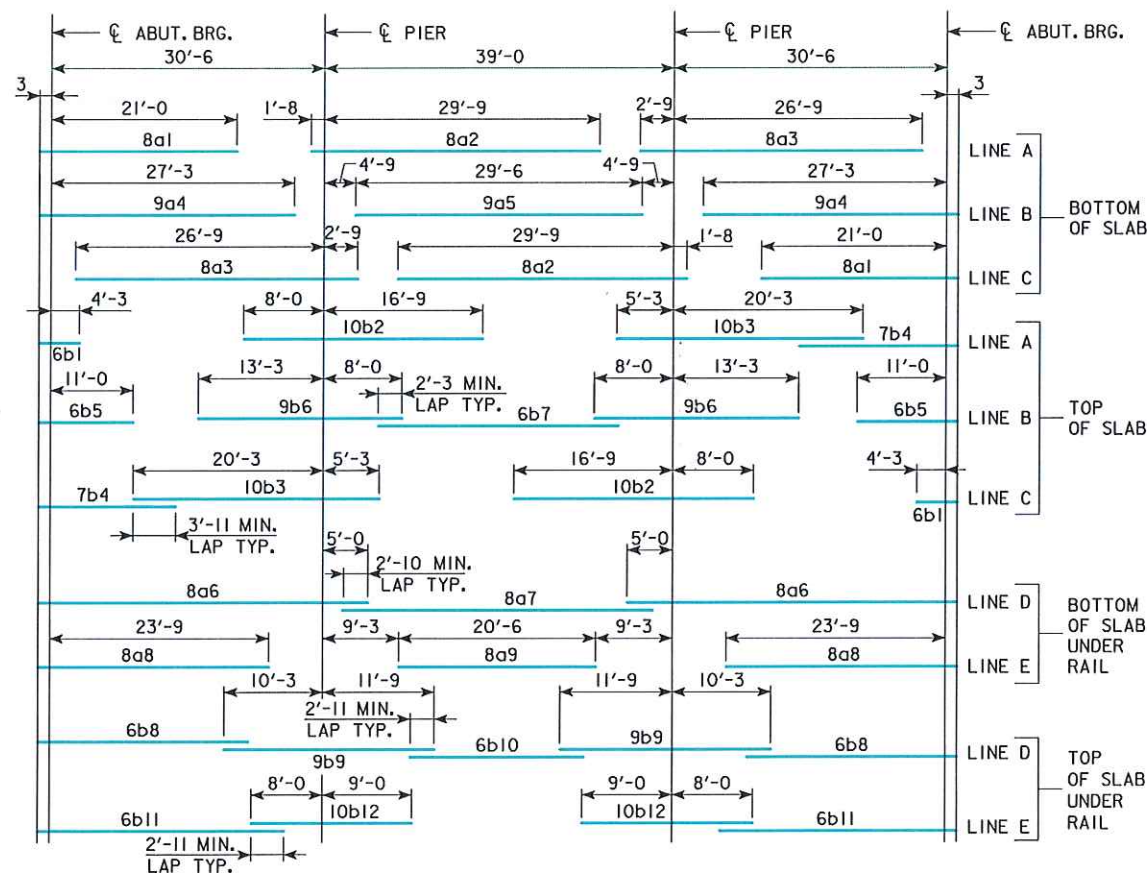 ℄ ABUT. BRG.
℄ PIER
℄ PIER
℄ ABUT. BRG.
30'-6
39'-0
30'-6
3
3
21'-0
1'-8
29'-9
2'-9
26'-9
8a1
8a2
8a3
LINE A
27'-3
4'-9
29'-6
4'-9
27'-3
9a4
9a5
9a4
LINE B
BOTTOM
OF SLAB
26'-9
2'-9
29'-9
1'-8
21'-0
8a3
8a2
8a1
LINE C
4'-3
8'-0
16'-9
5'-3
20'-3
6b1
10b2
10b3
7b4
LINE A
11'-0
13'-3
8'-0
2'-3 MIN.
LAP TYP.
8'-0
13'-3
11'-0
6b5
9b6
6b7
9b6
6b5
LINE B
TOP
OF SLAB
20'-3
5'-3
16'-9
8'-0
4'-3
7b4
10b3
10b2
6b1
LINE C
3'-11 MIN.
LAP TYP.
5'-0
2'-10 MIN.
LAP TYP.
5'-0
8a6
8a7
8a6
LINE D
BOTTOM
OF SLAB
UNDER
RAIL
23'-9
9'-3
20'-6
9'-3
23'-9
8a8
8a9
8a8
LINE E
10'-3
11'-9
11'-9
10'-3
2'-11 MIN.
LAP TYP.
6b8
9b9
6b10
9b9
6b8
LINE D
TOP
OF SLAB
UNDER
RAIL
8'-0
9'-0
9'-0
8'-0
6b11
10b12
10b12
6b11
LINE E
2'-11 MIN.
LAP TYP.